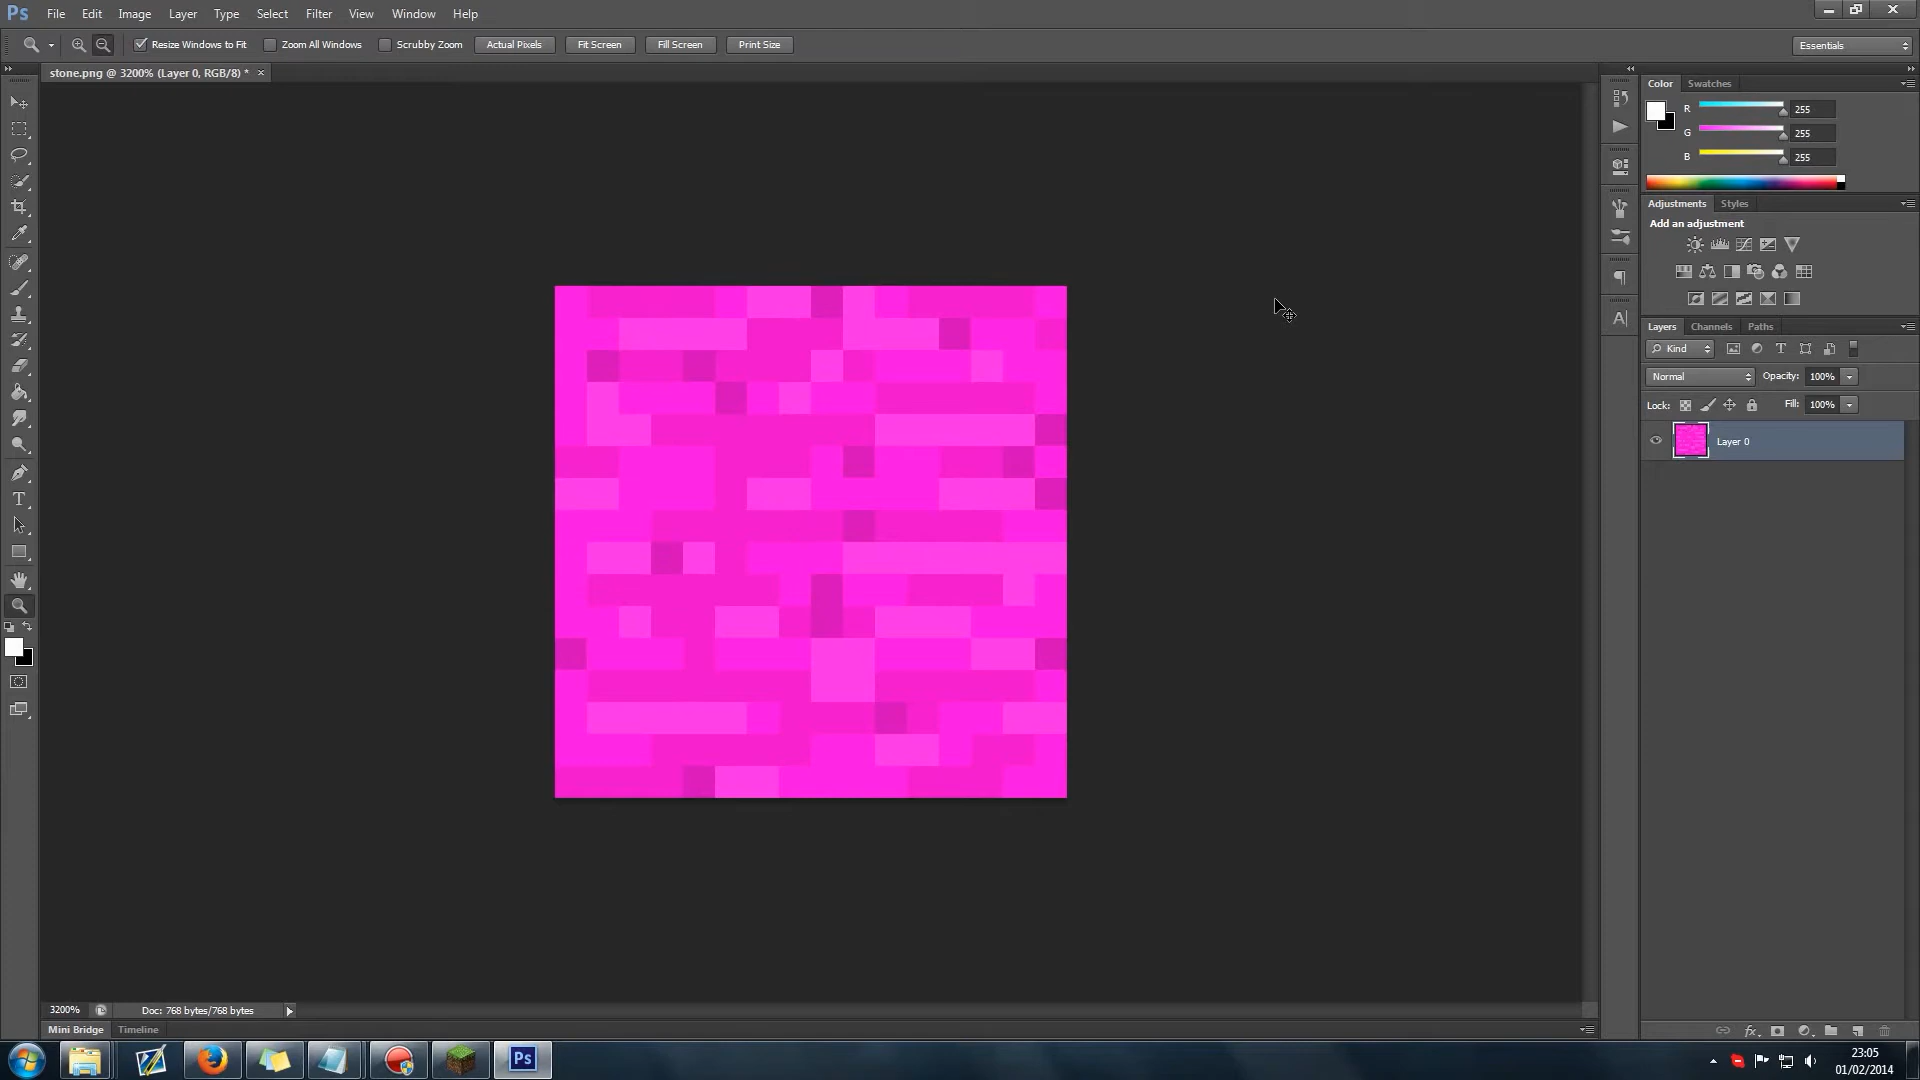 Ps File Edit Image Layer Type Select Filter View Window Help
Resize Windows to Fit Zoom All Windows Scrubby Zoom Actual Pixels Fit Screen Fill Screen Print Size Essentials
stone.png @ 3200% (Layer 0, RGB/8) * ×
Color Swatches
R 255
G 255
B 255
Adjustments Styles
Add an adjustment
Layers Channels Paths
Kind
Normal Opacity: 100%
Lock: Fill: 100%
Layer 0
3200% Doc: 768 bytes/768 bytes
Mini Bridge Timeline
Ps
23:05
01/02/2014